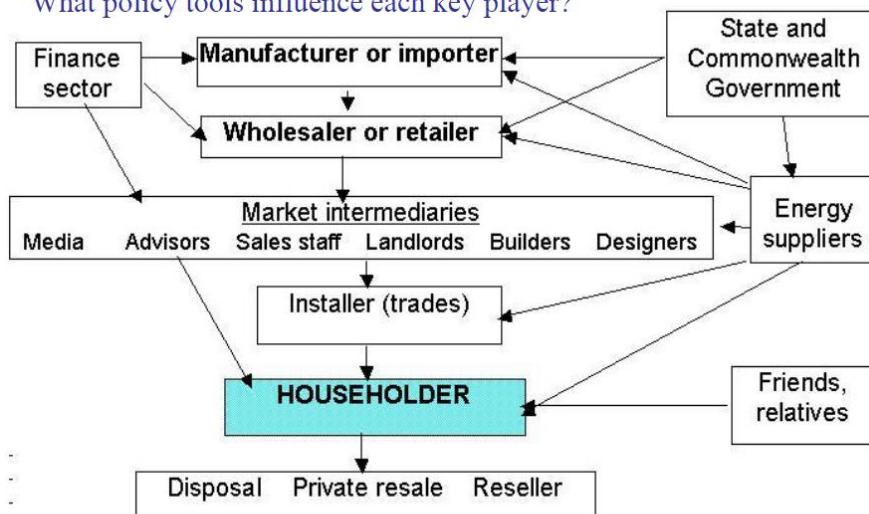 What policy tools influence each key player?
Finance
sector
Manufacturer or importer
State and
Commonwealth
Government
Wholesaler or retailer
Market intermediaries
Media Advisors Sales staff Landlords Builders Designers
Energy
suppliers
Installer (trades)
HOUSEHOLDER
Friends,
relatives
Disposal Private resale Reseller